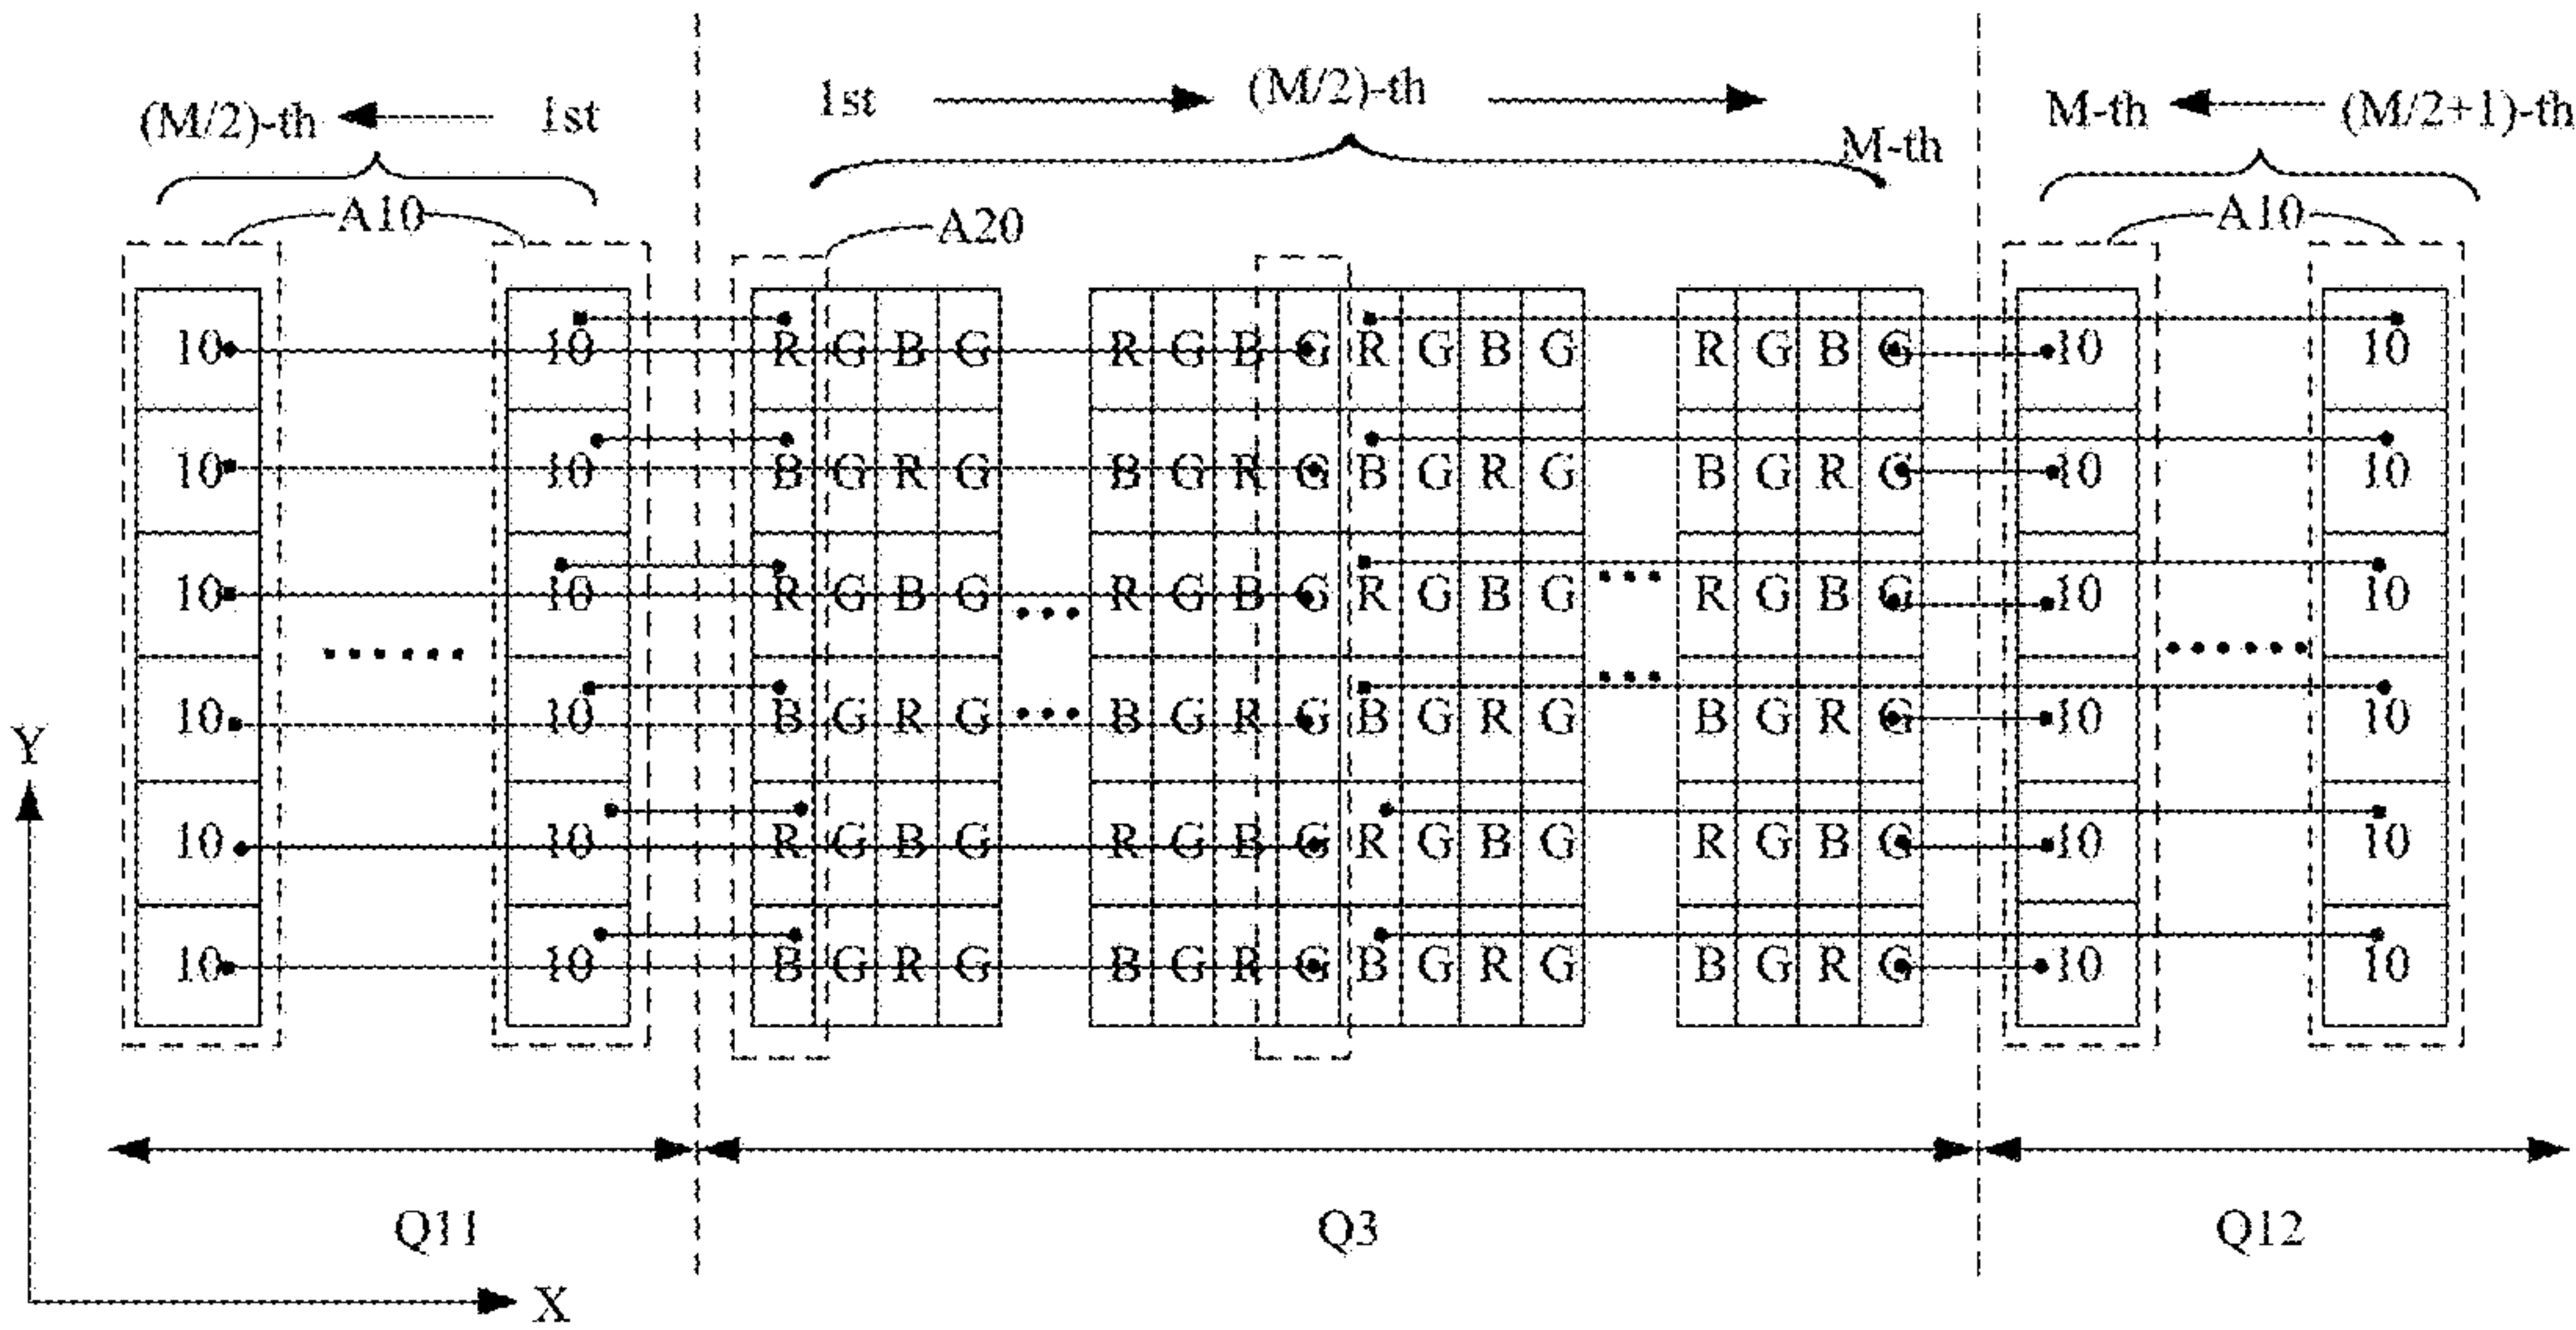 (M/2)-th 1st 1st (M/2)-th M-th M-th (M/2+1)-th
A10 A20 A10
10 10 R G B G R G B G R G B G R G B G 10 10
10 10 B G R G B G R G B G R G B G R G 10 10
10 10 R G B G ... R G B G R G B G ... R G B G 10 10
...... ......
10 10 B G R G ... B G R G B G R G ... B G R G 10 10
Y
10 10 R G B G R G B G R G B G R G B G 10 10
10 10 B G R G B G R G B G R G B G R G 10 10
Q11 Q3 Q12
X